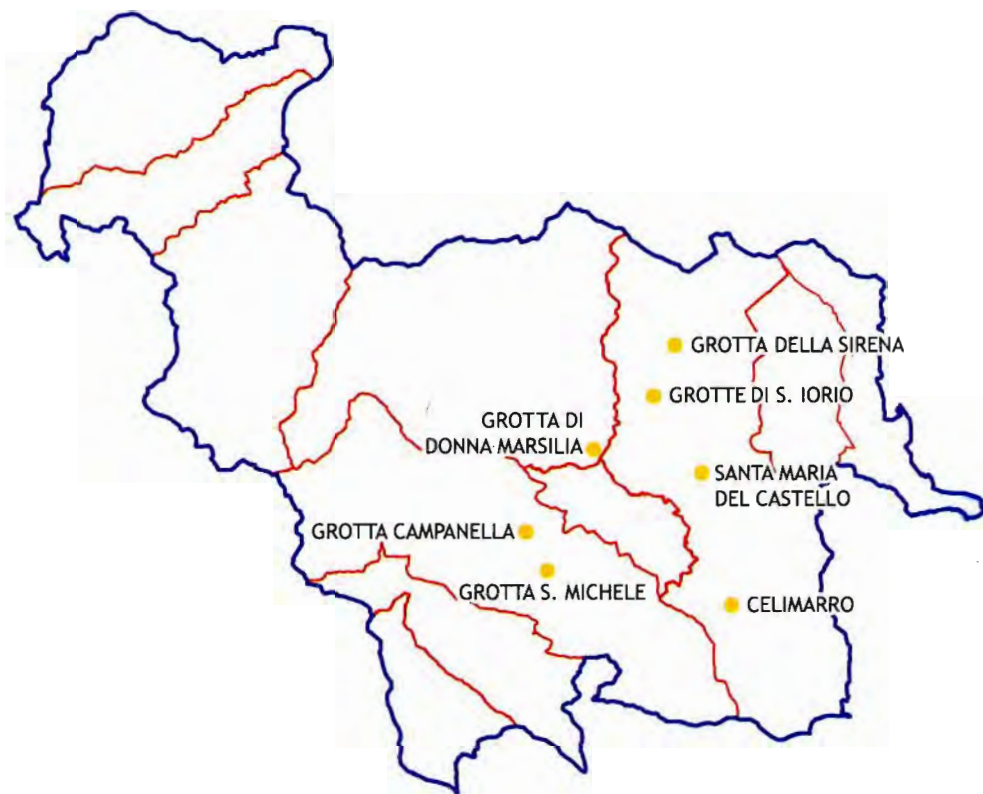 GROTTA DELLA SIRENA
GROTTE DI S. IORIO
GROTTA DI
DONNA MARSILIA
SANTA MARIA
DEL CASTELLO
GROTTA CAMPANELLA
GROTTA S. MICHELE
CELIMARRO